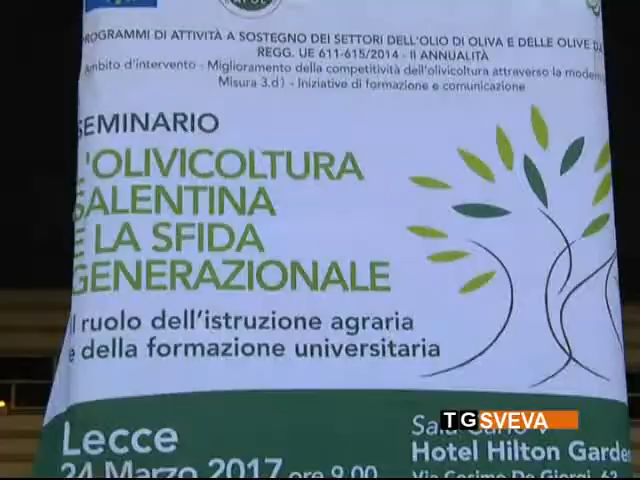 PROGRAMMI DI ATTIVITÀ A SOSTEGNO DEI SETTORI DELL'OLIO DI OLIVA E DELLE OLIVE DA
REGG. UE 611-615/2014 - II ANNUALITÀ
Ambito d'intervento - Miglioramento della competitività dell'olivicoltura attraverso la modern
Misura 3.d) - Iniziative di formazione e comunicazione
SEMINARIO
L'OLIVICOLTURA
SALENTINA
E LA SFIDA
GENERAZIONALE
Il ruolo dell'istruzione agraria
e della formazione universitaria
Lecce
24 Marzo 2017 ore 9.00
Sala Carlo V
Hotel Hilton Garde
Via Cosimo De Giorgi, 62
TGSVEVA